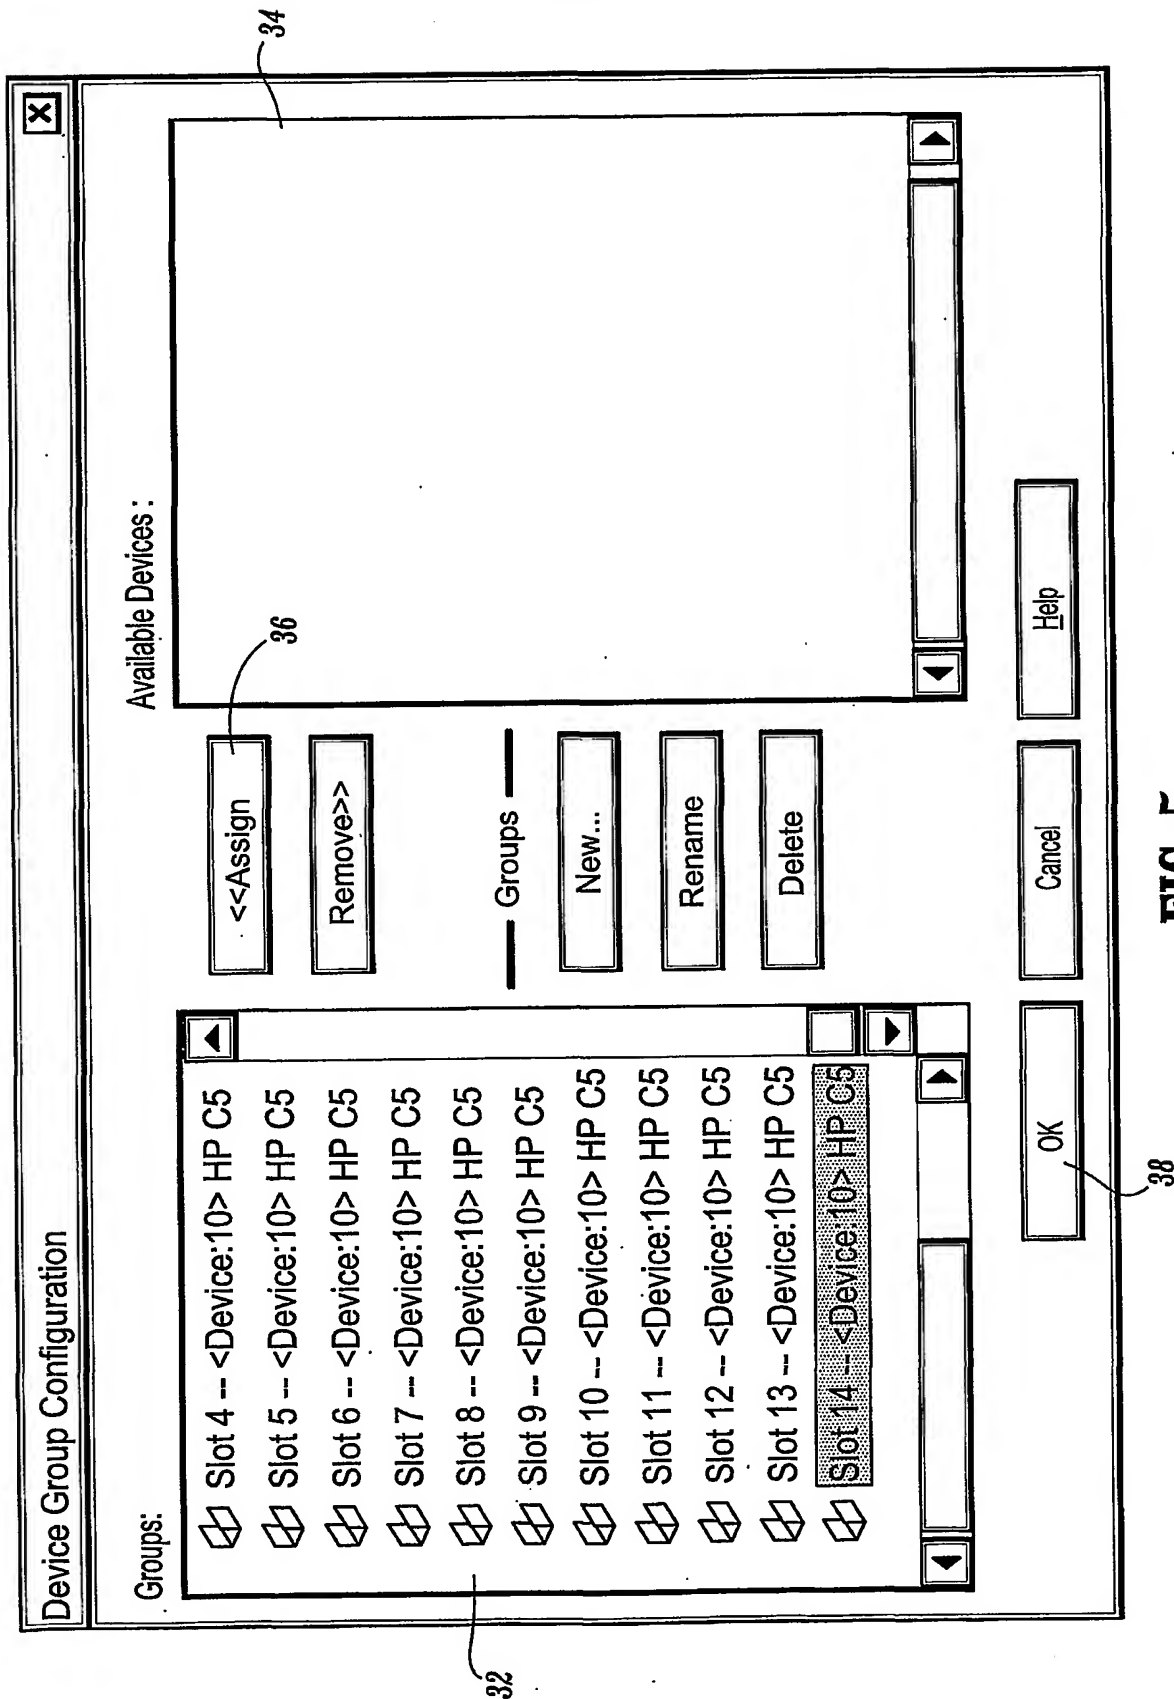 Device Group Configuration
X
34
Groups:
Available Devices :
36
Slot 4 -- <Device:10> HP C5
Slot 5 -- <Device:10> HP C5
Slot 6 -- <Device:10> HP C5
Slot 7 -- <Device:10> HP C5
Slot 8 -- <Device:10> HP C5
Slot 9 -- <Device:10> HP C5
Slot 10 -- <Device:10> HP C5
Slot 11 -- <Device:10> HP C5
Slot 12 -- <Device:10> HP C5
Slot 13 -- <Device:10> HP C5
Slot 14 -- <Device:10> HP C5
32
<<Assign
Remove>>
Groups
New...
Rename
Delete
OK
Cancel
Help
38